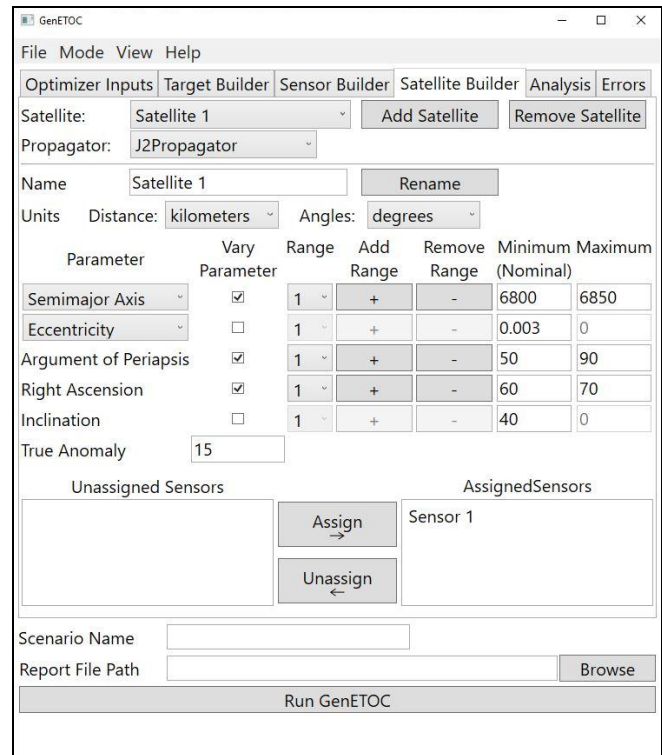 GenETOC
File Mode View Help
Optimizer Inputs Target Builder Sensor Builder Satellite Builder Analysis Errors
Satellite: Satellite 1 Add Satellite Remove Satellite
Propagator: J2Propagator
Name Satellite 1 Rename
Units Distance: kilometers Angles: degrees
Parameter Vary Parameter Range Add Range Remove Range Minimum (Nominal) Maximum
Semimajor Axis 1 + - 6800 6850
Eccentricity 1 + - 0.003 0
Argument of Periapsis 1 + - 50 90
Right Ascension 1 + - 60 70
Inclination 1 + - 40 0
True Anomaly 15
Unassigned Sensors AssignedSensors
Assign → Sensor 1
Unassign ←
Scenario Name
Report File Path Browse
Run GenETOC